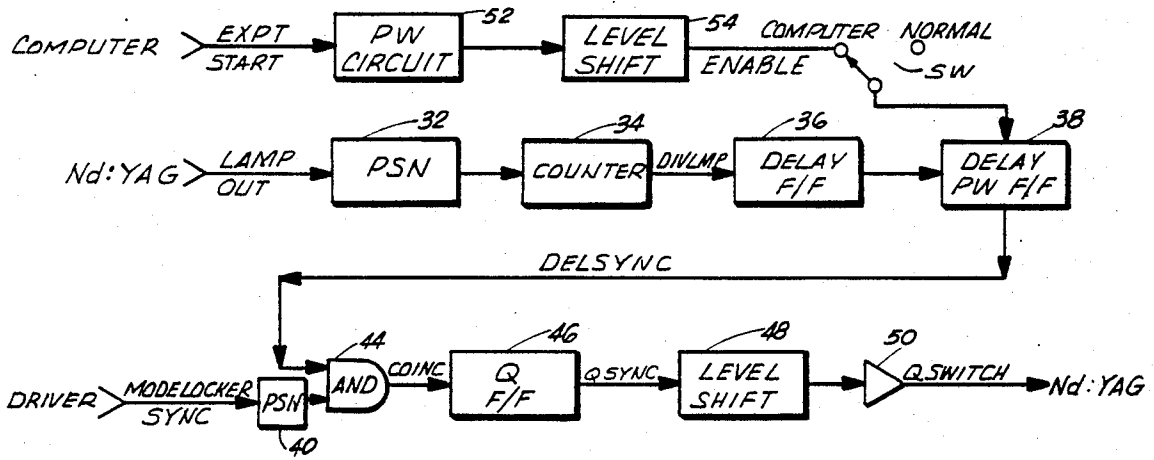 COMPUTER
EXPT
START
52
PW
CIRCUIT
LEVEL
SHIFT
54
ENABLE
COMPUTER
NORMAL
SW
Nd:YAG
LAMP
OUT
32
PSN
34
COUNTER
DIVLMP
36
DELAY
F/F
38
DELAY
PW F/F
DELSYNC
DRIVER
MODELOCKER
SYNC
PSN
40
44
AND
COINC
46
Q
F/F
QSYNC
48
LEVEL
SHIFT
50
QSWITCH
Nd:YAG